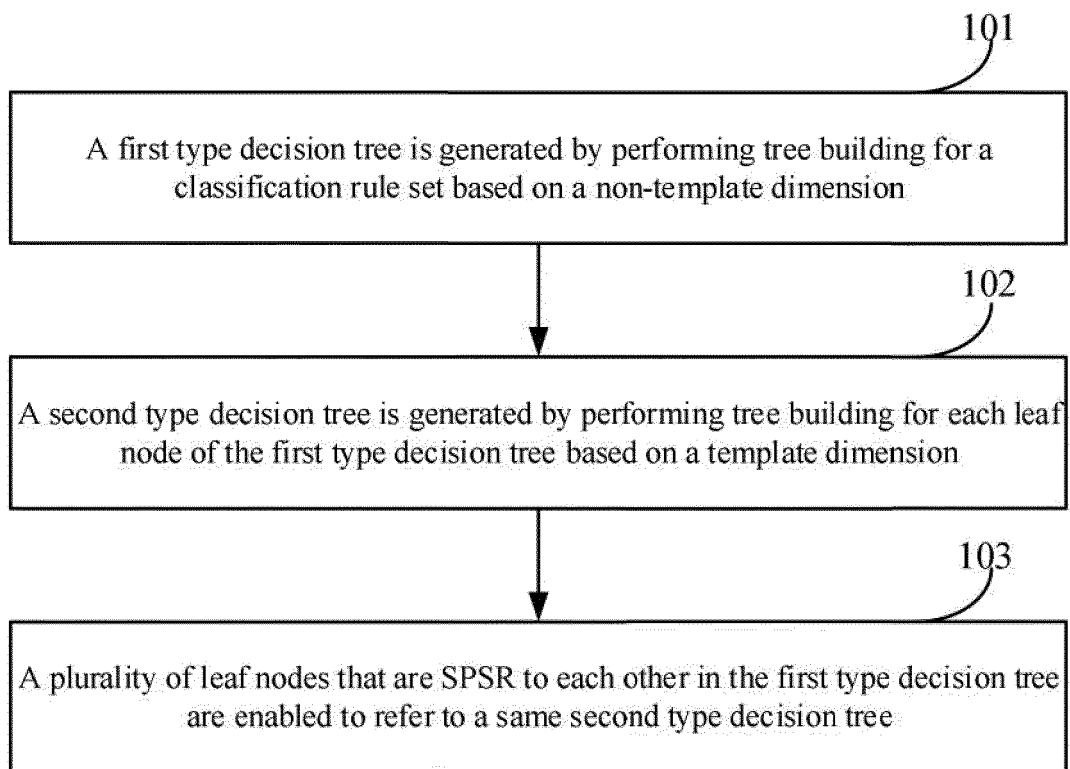 101
A first type decision tree is generated by performing tree building for a
classification rule set based on a non-template dimension
102
A second type decision tree is generated by performing tree building for each leaf
node of the first type decision tree based on a template dimension
103
A plurality of leaf nodes that are SPSR to each other in the first type decision tree
are enabled to refer to a same second type decision tree